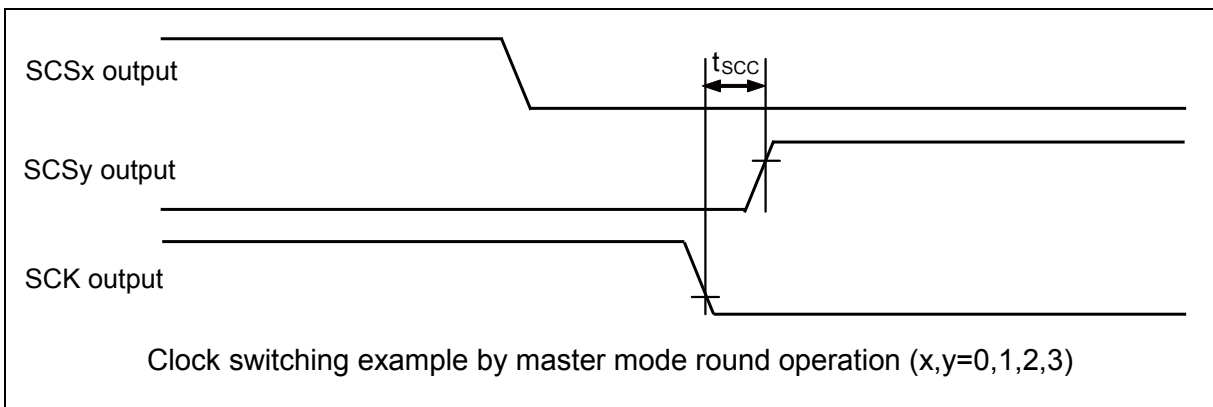 SCSx output
tSCC
SCSy output
SCK output
Clock switching example by master mode round operation (x,y=0,1,2,3)